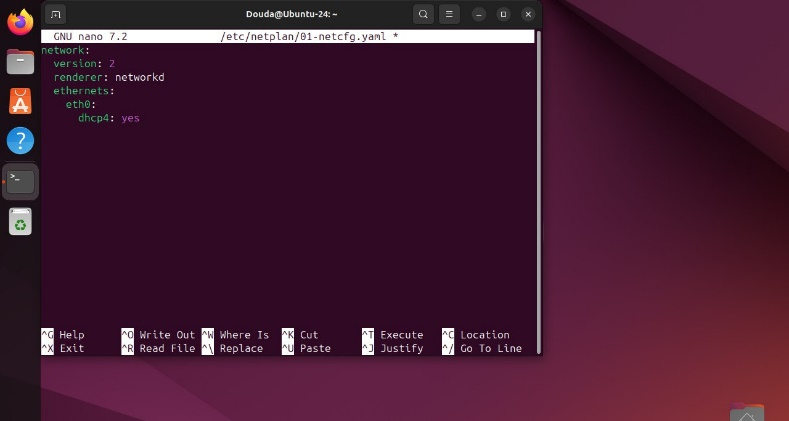 Douda@Ubuntu-24: ~
GNU nano 7.2 /etc/netplan/01-netcfg.yaml *
network:
  version: 2
  renderer: networkd
  ethernets:
    eth0:
      dhcp4: yes
^G Help ^O Write Out ^W Where Is ^K Cut ^T Execute ^C Location
^X Exit ^R Read File ^\ Replace ^U Paste ^J Justify ^/ Go To Line